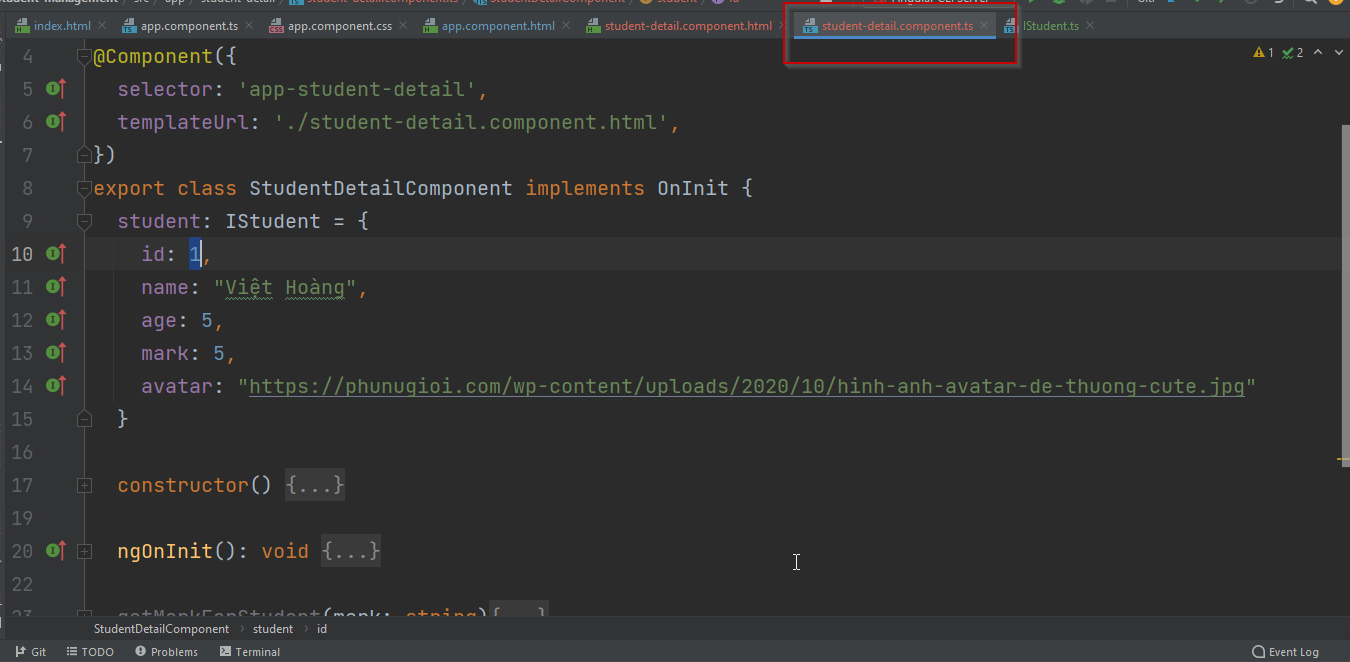 index.html app.component.ts app.component.css app.component.html student-detail.component.html student-detail.component.ts IStudent.ts
1 2
4 @Component({
5 selector: 'app-student-detail',
6 templateUrl: './student-detail.component.html',
7 })
8 export class StudentDetailComponent implements OnInit {
9 student: IStudent = {
10 id: 1,
11 name: "Việt Hoàng",
12 age: 5,
13 mark: 5,
14 avatar: "https://phunugioi.com/wp-content/uploads/2020/10/hinh-anh-avatar-de-thuong-cute.jpg"
15 }
16
17 constructor() {...}
19
20 ngOnInit(): void {...}
22
23 getMarkForStudent(mark: string){...}
StudentDetailComponent › student › id
Git TODO Problems Terminal Event Log